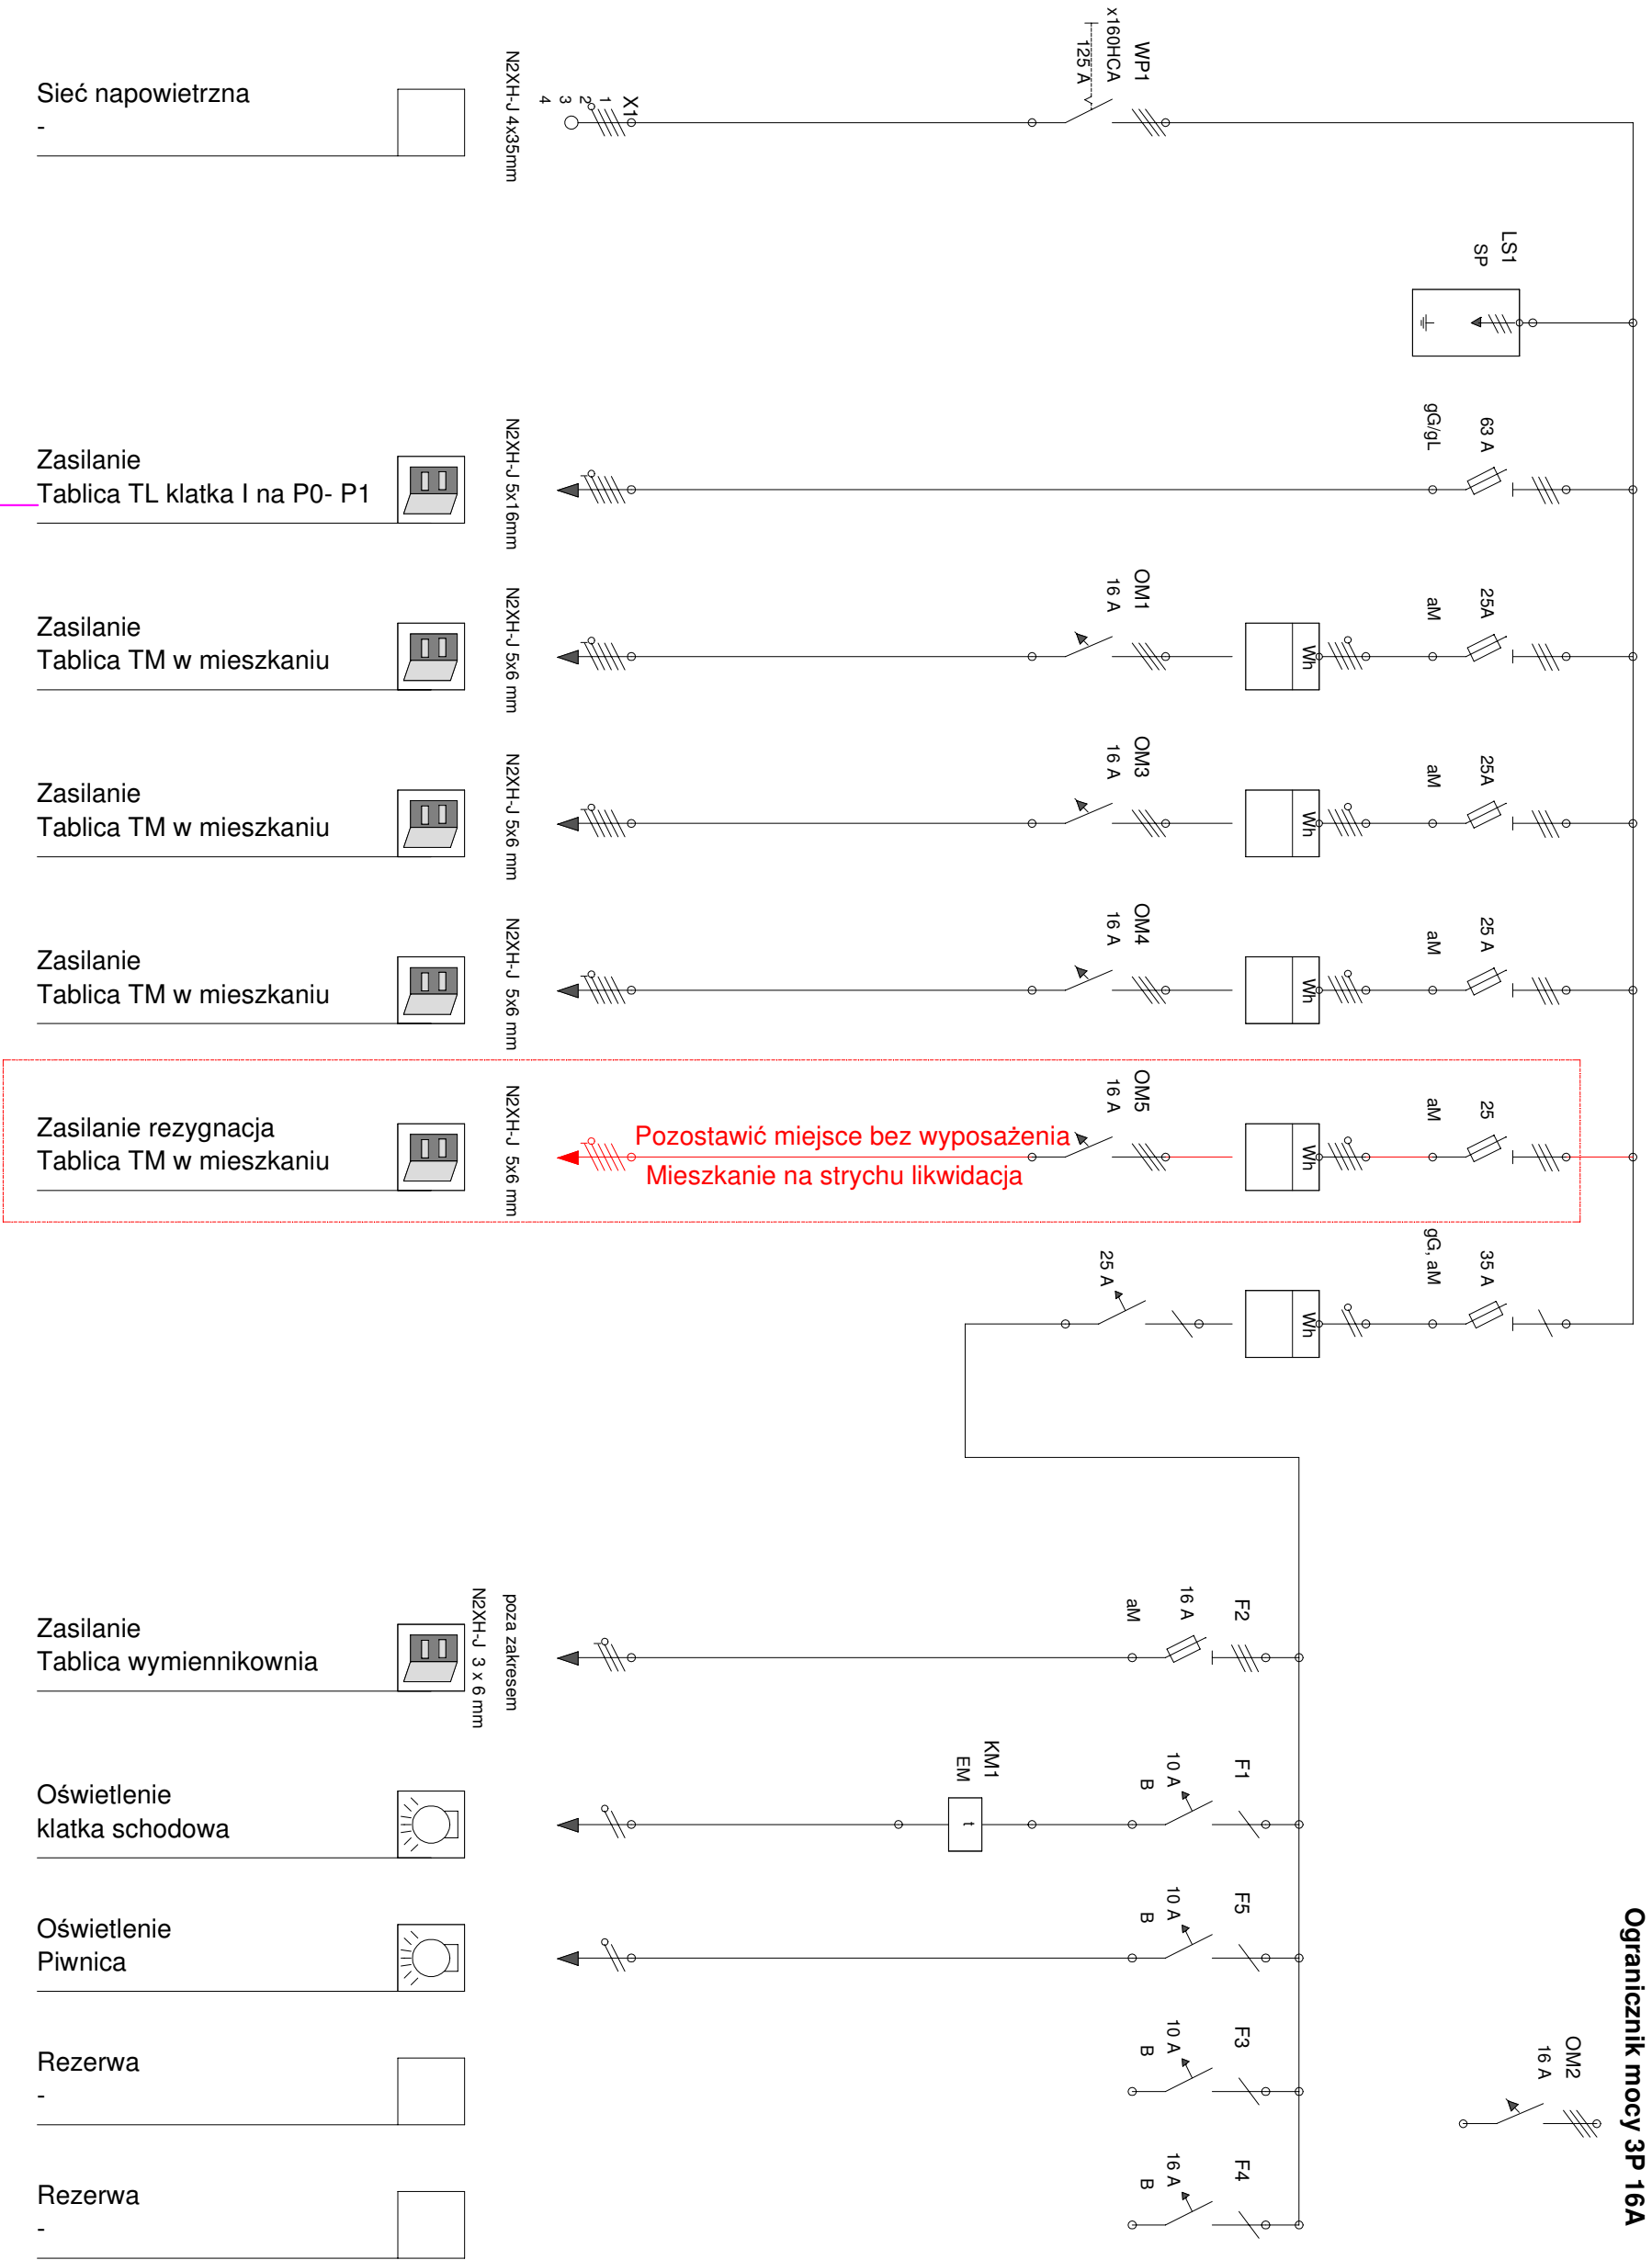 Sieć napowietrzna
-
N2XH-J 4x35mm
X1
1
2
3
4
WP1
x160HCA
125 A
LS1
SP
Zasilanie
Tablica TL klatka I na P0- P1
N2XH-J 5x16mm
63 A
gG/gL
Zasilanie
Tablica TM w mieszkaniu
N2XH-J 5x6 mm
OM1
16 A
Wh
25A
aM
Zasilanie
Tablica TM w mieszkaniu
N2XH-J 5x6 mm
OM3
16 A
Wh
25A
aM
Zasilanie
Tablica TM w mieszkaniu
N2XH-J 5x6 mm
OM4
16 A
Wh
25 A
aM
Zasilanie rezygnacja
Tablica TM w mieszkaniu
N2XH-J 5x6 mm
Pozostawić miejsce bez wyposażenia
Mieszkanie na strychu likwidacja
OM5
16 A
Wh
25
aM
25 A
Wh
35 A
gG, aM
Zasilanie
Tablica wymiennikownia
poza zakresem
N2XH-J 3 x 6 mm
F2
16 A
aM
Oświetlenie
klatka schodowa
KM1
EM
t
F1
10 A
B
Oświetlenie
Piwnica
F5
10 A
B
Rezerwa
-
F3
10 A
B
Rezerwa
-
F4
16 A
B
Ogranicznik mocy 3P 16A
OM2
16 A